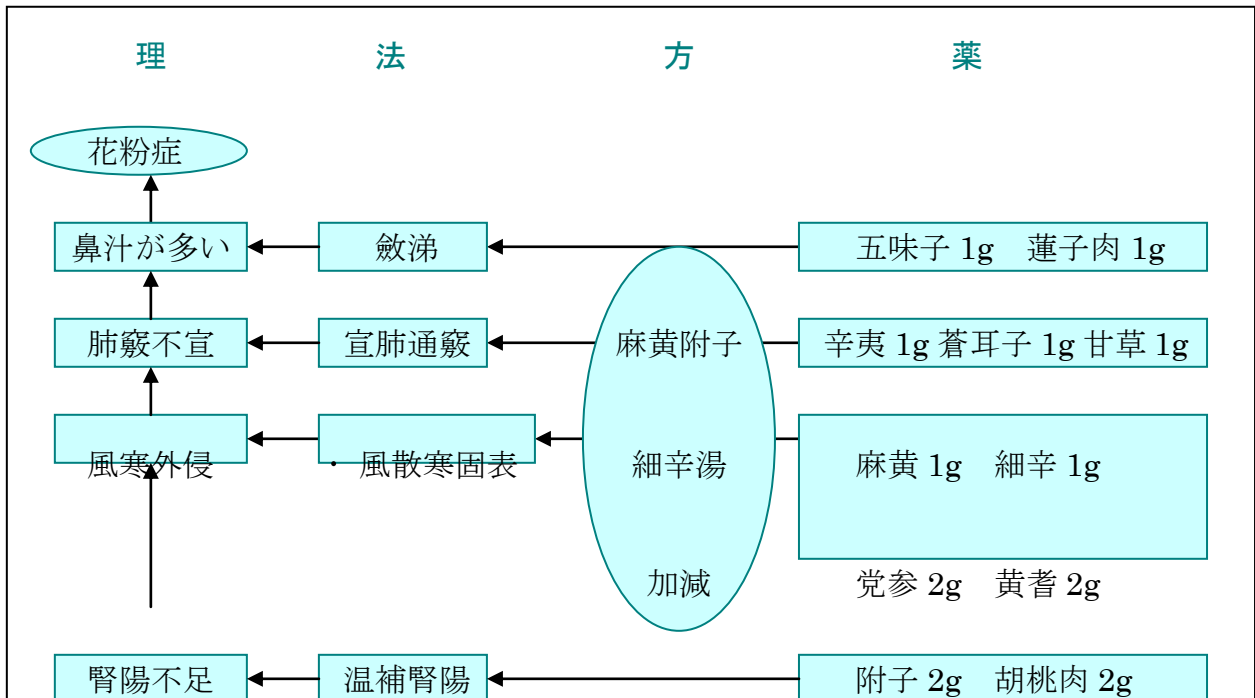 理 法 方 薬
花粉症
鼻汁が多い 斂涕 五味子 1g 蓮子肉 1g
肺竅不宣 宣肺通竅 麻黄附子 辛夷 1g 蒼耳子 1g 甘草 1g
風寒外侵 ・風散寒固表 細辛湯 麻黄 1g 細辛 1g
加減 党参 2g 黄耆 2g
腎陽不足 温補腎陽 附子 2g 胡桃肉 2g